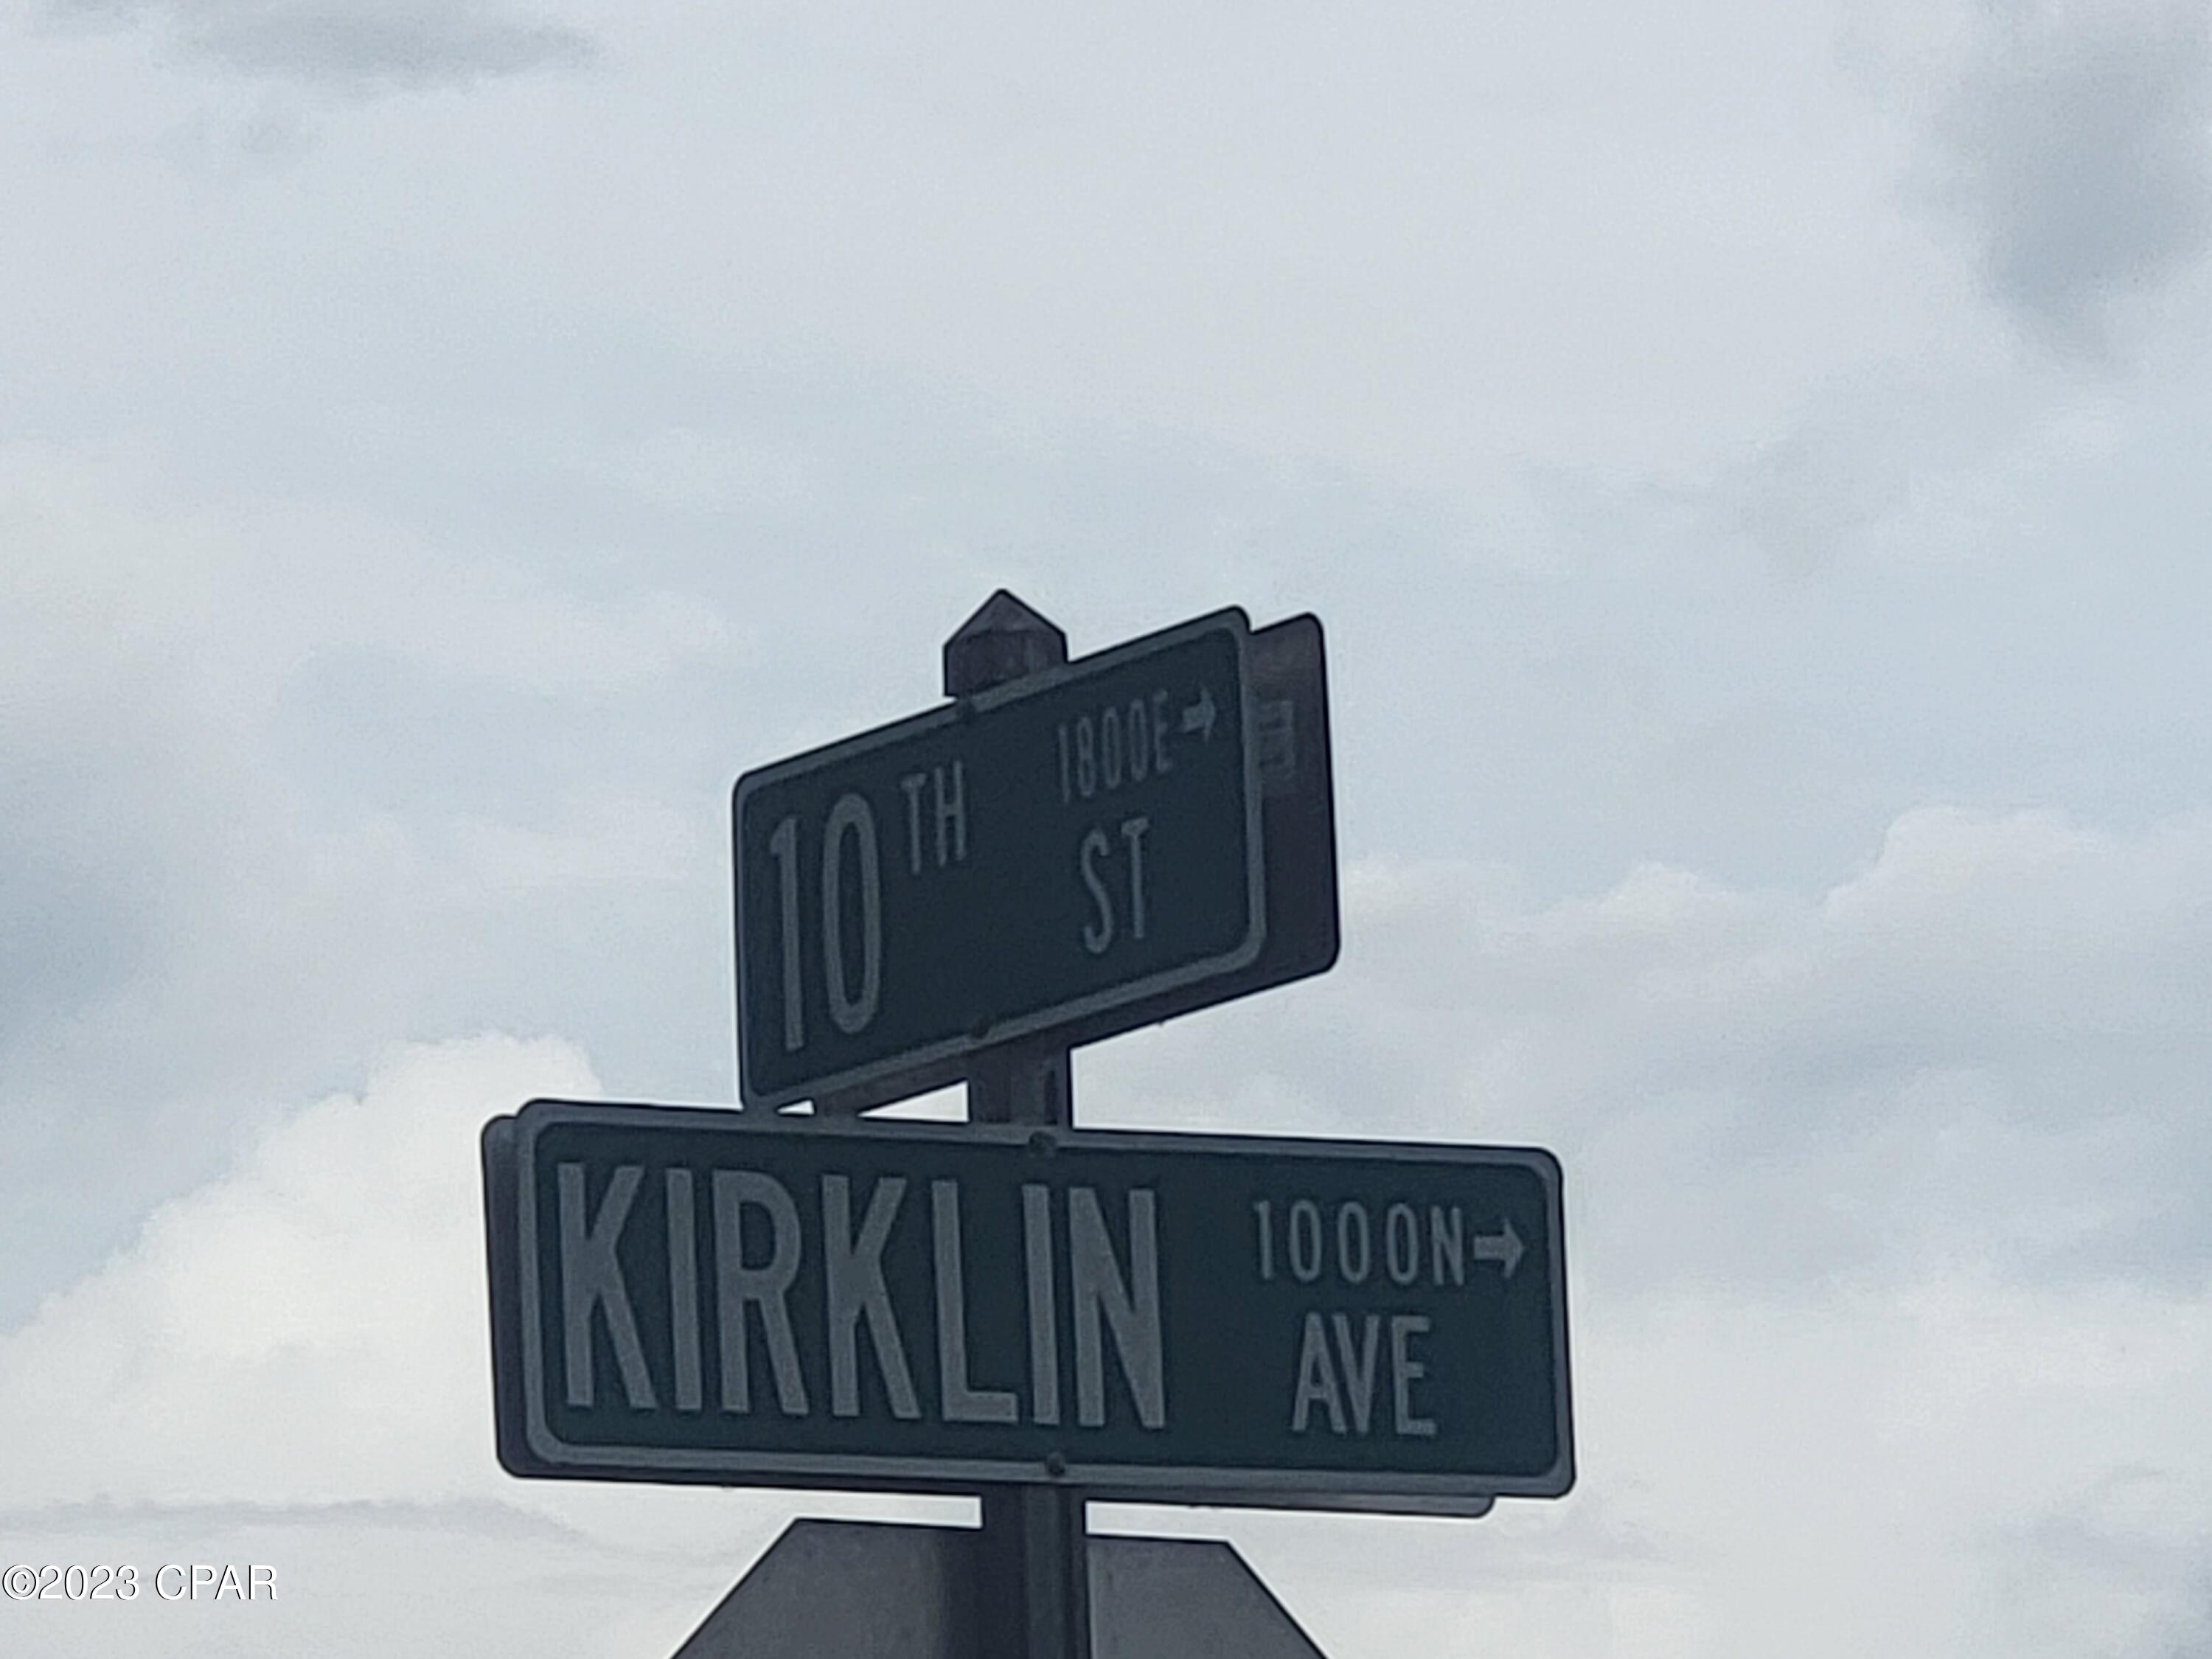 1800E→
10TH ST
1000N→
KIRKLIN AVE
©2023 CPAR